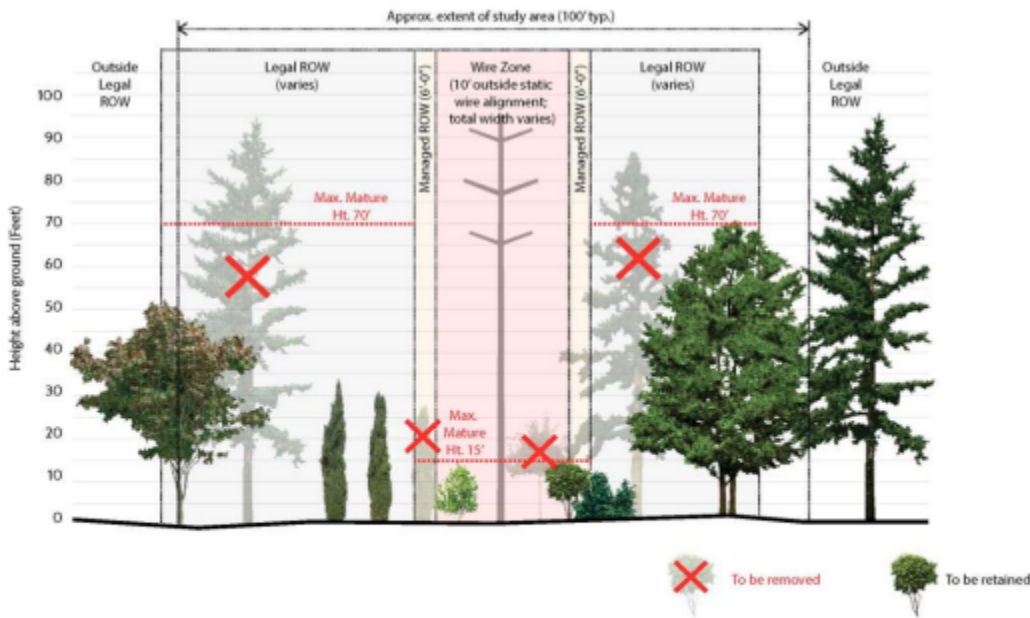 Approx. extent of study area (100' typ.)
Outside
Legal
ROW
Legal ROW
(varies)
Managed ROW (6'-0")
Wire Zone
(10' outside static
wire alignment;
total width varies)
Managed ROW (6'-0")
Legal ROW
(varies)
Outside
Legal
ROW
Height above ground (Feet)
100
90
80
70
60
50
40
30
20
10
0
Max. Mature
Ht. 70'
Max. Mature
Ht. 70'
Max.
Mature
Ht. 15'
To be removed
To be retained